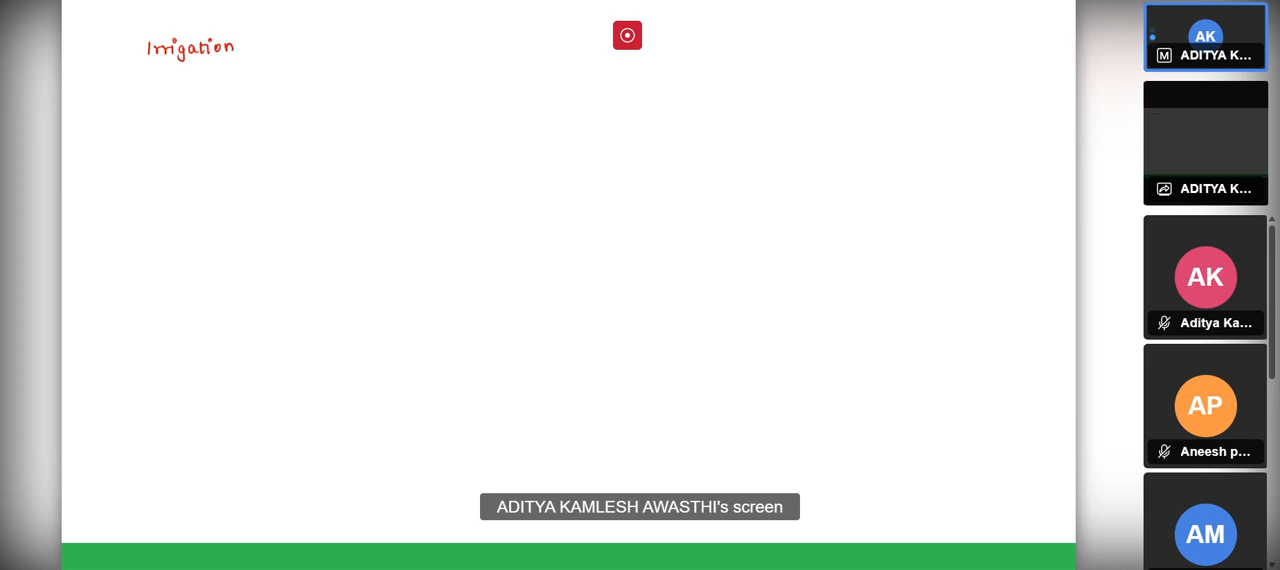 Irrigation
AK
M ADITYA K...
ADITYA K...
AK
Aditya Ka...
AP
Aneesh p...
AM
ADITYA KAMLESH AWASTHI's screen